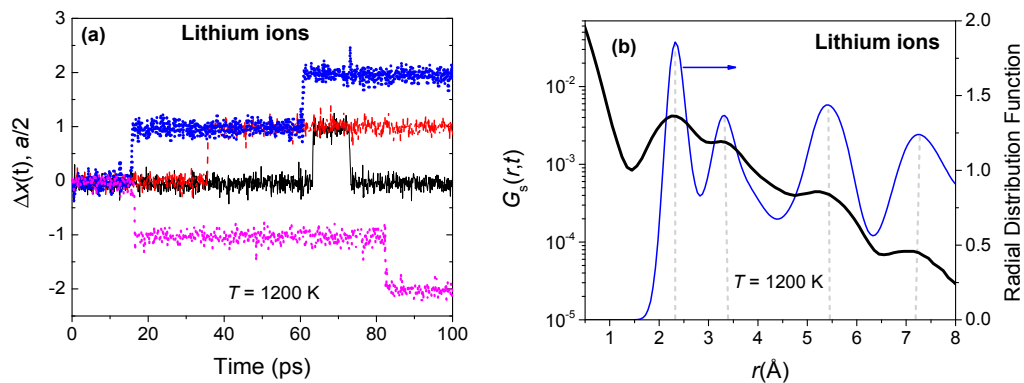 (a)
Lithium ions
Δx(t), a/2
3
2
1
0
-1
-2
T = 1200 K
0 20 40 60 80 100
Time (ps)
(b)
Lithium ions
G_s(r,t)
10^-2
10^-3
10^-4
10^-5
T = 1200 K
1 2 3 4 5 6 7 8
r(Å)
2.0
1.5
1.0
0.5
0.0
Radial Distribution Function